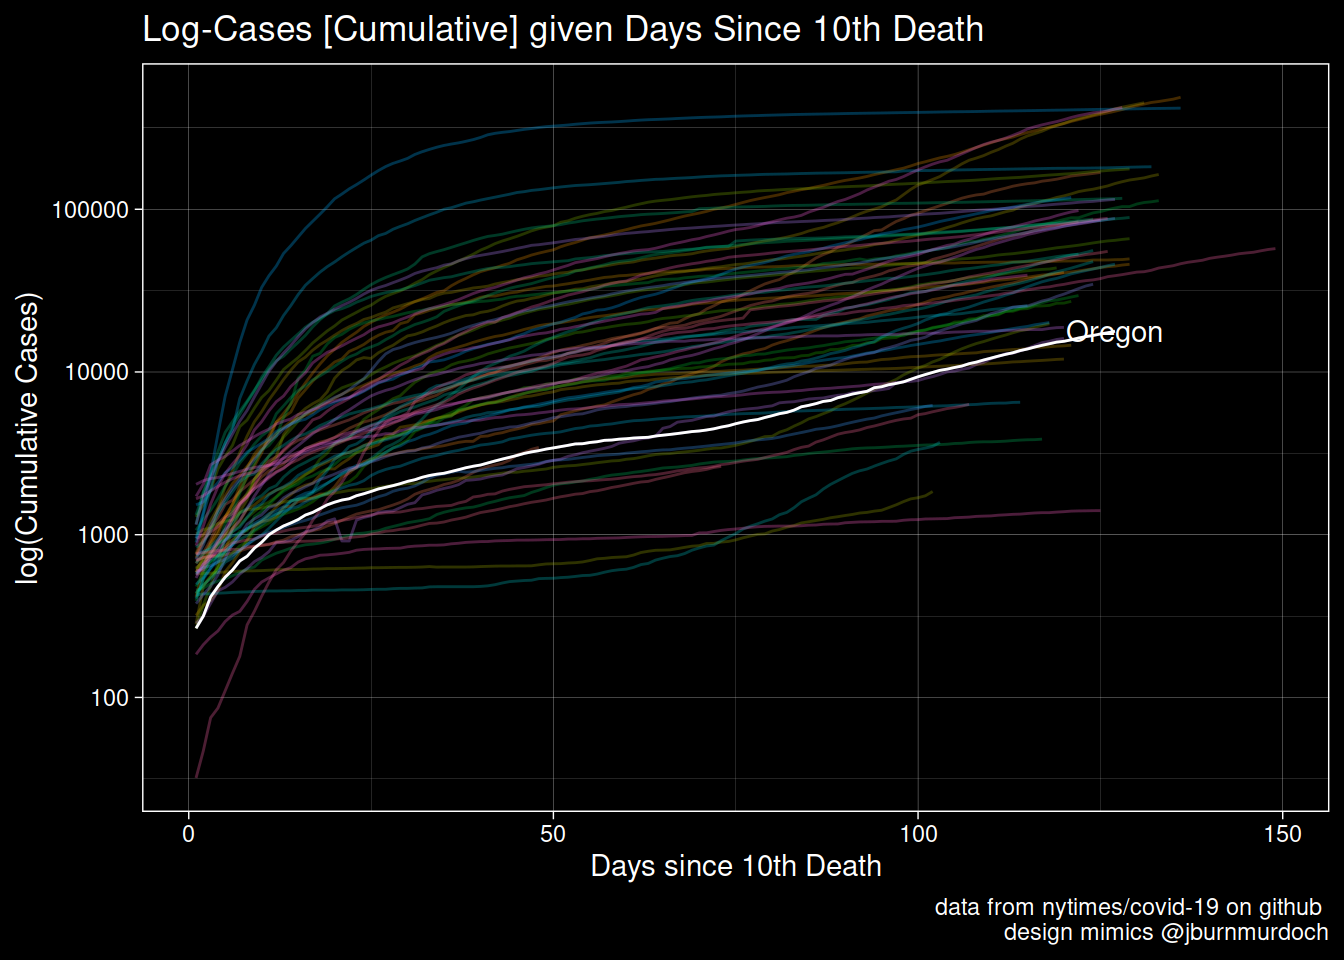 Log-Cases [Cumulative] given Days Since 10th Death
log(Cumulative Cases)
100000
10000
1000
100
Oregon
0
50
100
150
Days since 10th Death
data from nytimes/covid-19 on github
design mimics @jburnmurdoch